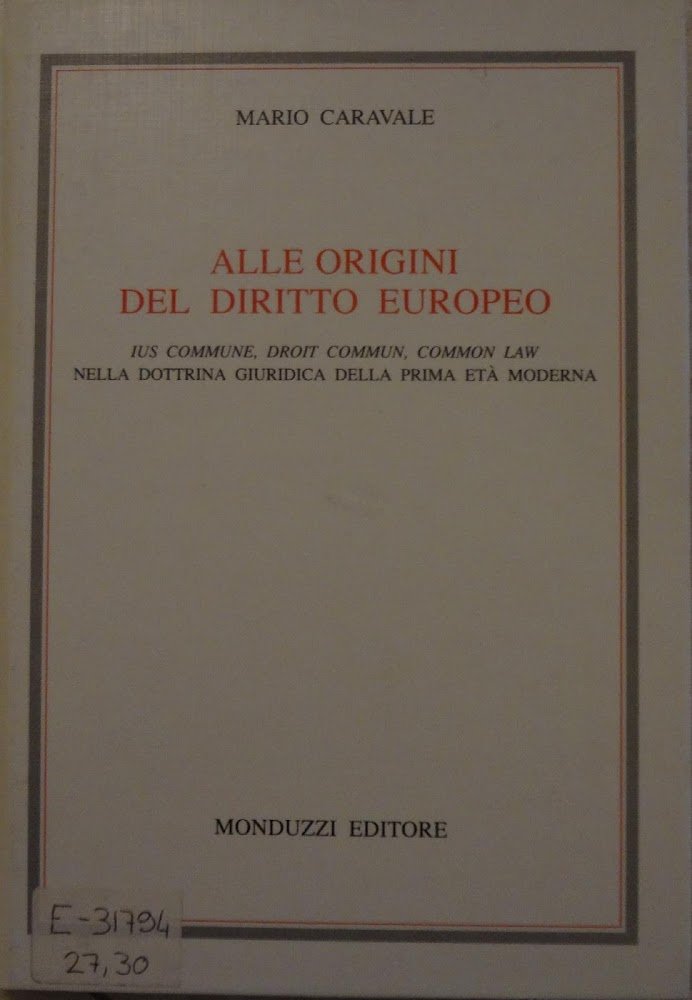 MARIO CARAVALE
ALLE ORIGINI
DEL DIRITTO EUROPEO
IUS COMMUNE, DROIT COMMUN, COMMON LAW
NELLA DOTTRINA GIURIDICA DELLA PRIMA ETÀ MODERNA
MONDUZZI EDITORE
E-31794
27,30